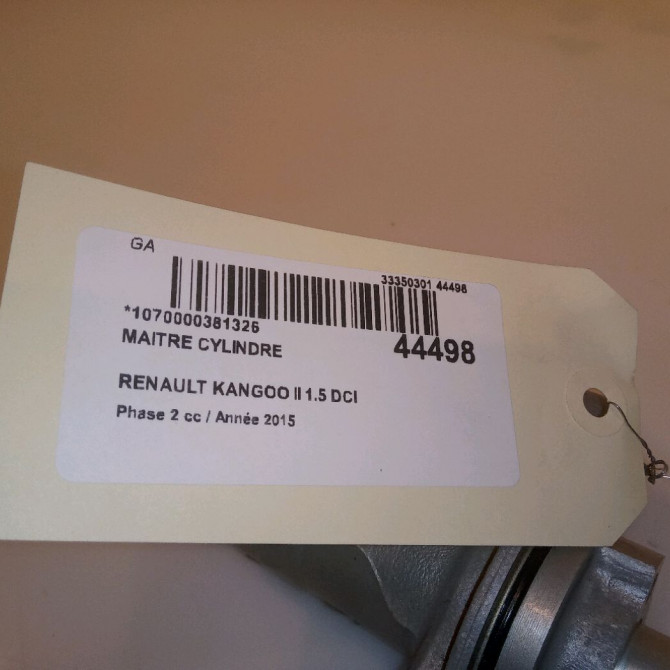 GA
33350301 44498
*1070000381326
44498
MAITRE CYLINDRE
RENAULT KANGOO II 1.5 DCI
Phase 2 cc / Année 2015